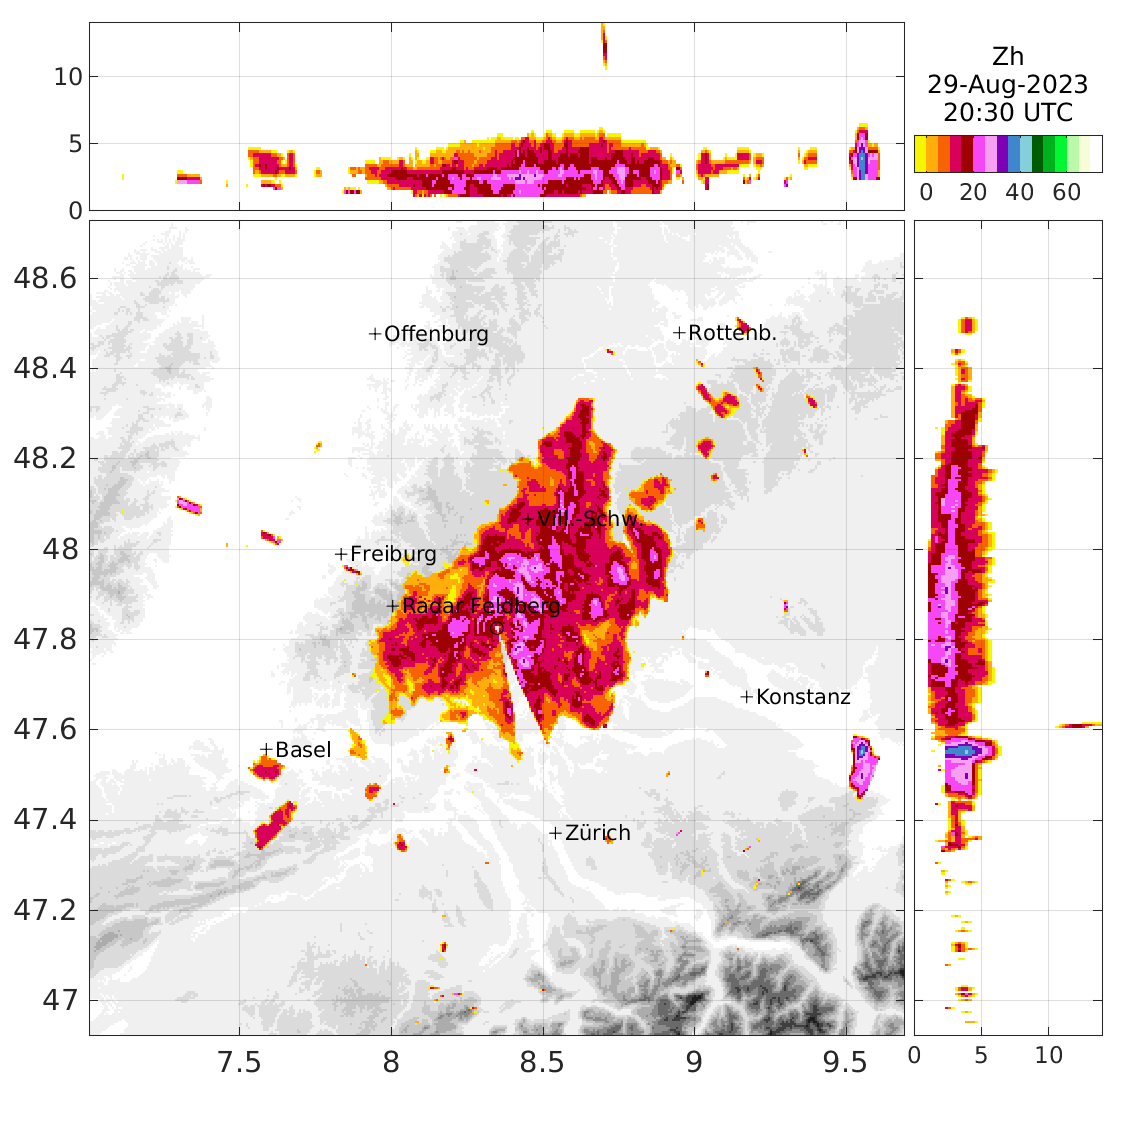 10
5
0
Zh
29-Aug-2023
20:30 UTC
0 20 40 60
48.6
48.4
48.2
48
47.8
47.6
47.4
47.2
47
+Offenburg
+Rottenb.
+Vill.-Schw.
+Freiburg
+Radar Feldberg
+Konstanz
+Basel
+Zürich
7.5 8 8.5 9 9.5
0 5 10